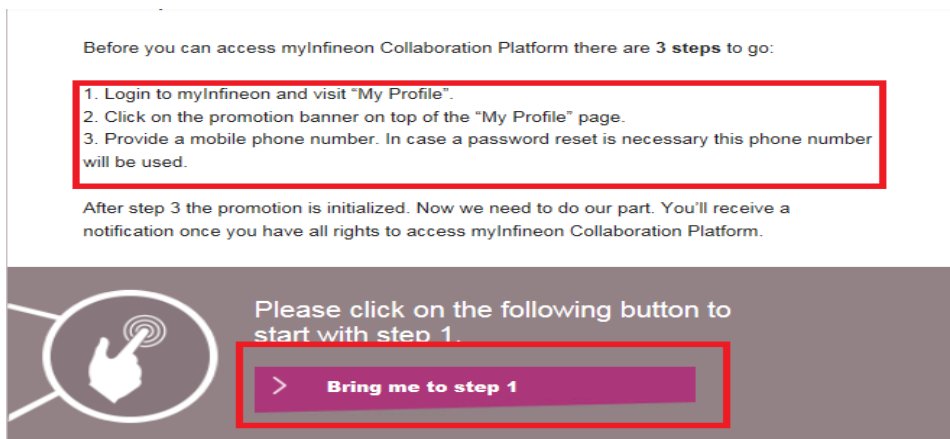 Before you can access myInfineon Collaboration Platform there are 3 steps to go:
1. Login to myInfineon and visit “My Profile”.
2. Click on the promotion banner on top of the “My Profile” page.
3. Provide a mobile phone number. In case a password reset is necessary this phone number
will be used.
After step 3 the promotion is initialized. Now we need to do our part. You’ll receive a
notification once you have all rights to access myInfineon Collaboration Platform.
Please click on the following button to
start with step 1.
Bring me to step 1